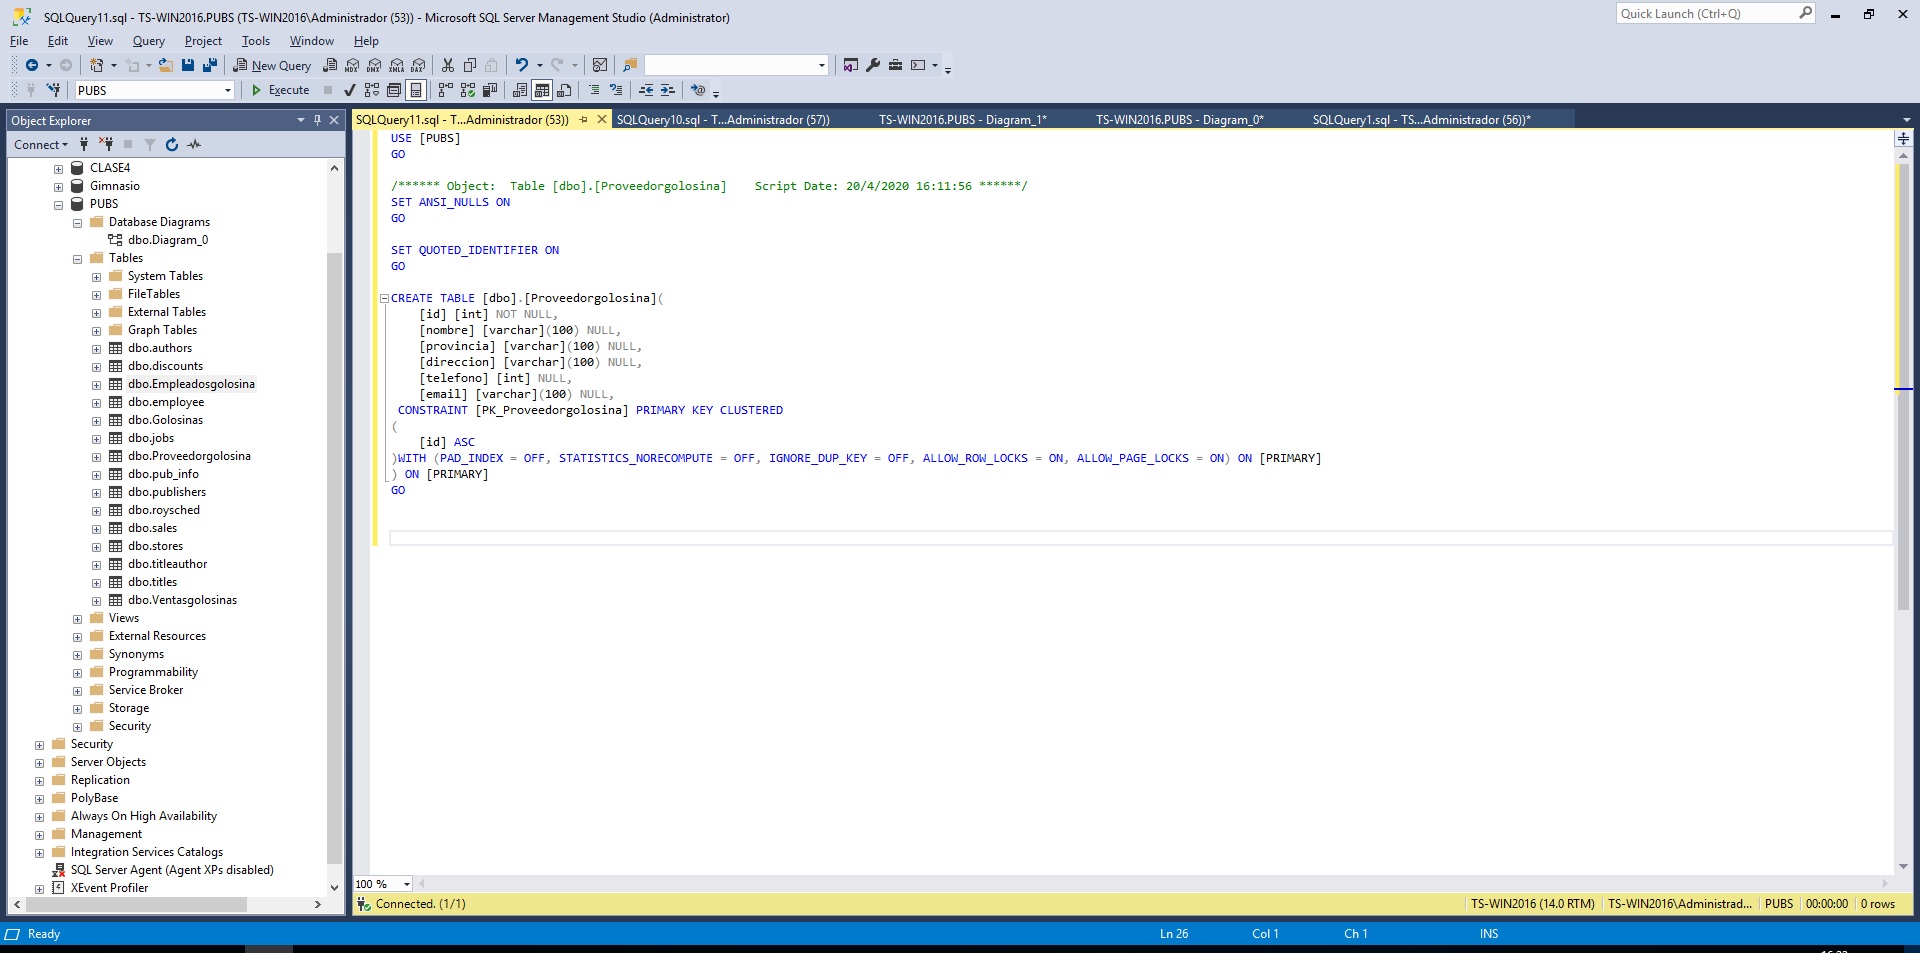 SQLQuery11.sql - TS-WIN2016.PUBS (TS-WIN2016\Administrador (53)) - Microsoft SQL Server Management Studio (Administrator)
Quick Launch (Ctrl+Q)
File Edit View Query Project Tools Window Help
New Query MDX DMX XMLA DAX
PUBS Execute
Object Explorer
Connect
CLASE4
Gimnasio
PUBS
Database Diagrams
dbo.Diagram_0
Tables
System Tables
FileTables
External Tables
Graph Tables
dbo.authors
dbo.discounts
dbo.Empleadosgolosina
dbo.employee
dbo.Golosinas
dbo.jobs
dbo.Proveedorgolosina
dbo.pub_info
dbo.publishers
dbo.roysched
dbo.sales
dbo.stores
dbo.titleauthor
dbo.titles
dbo.Ventasgolosinas
Views
External Resources
Synonyms
Programmability
Service Broker
Storage
Security
Security
Server Objects
Replication
PolyBase
Always On High Availability
Management
Integration Services Catalogs
SQL Server Agent (Agent XPs disabled)
XEvent Profiler
SQLQuery11.sql - T...Administrador (53)) SQLQuery10.sql - T...Administrador (57)) TS-WIN2016.PUBS - Diagram_1* TS-WIN2016.PUBS - Diagram_0* SQLQuery1.sql - TS...Administrador (56))*
USE [PUBS]
GO
/****** Object:  Table [dbo].[Proveedorgolosina]    Script Date: 20/4/2020 16:11:56 ******/
SET ANSI_NULLS ON
GO
SET QUOTED_IDENTIFIER ON
GO
CREATE TABLE [dbo].[Proveedorgolosina](
[id] [int] NOT NULL,
[nombre] [varchar](100) NULL,
[provincia] [varchar](100) NULL,
[direccion] [varchar](100) NULL,
[telefono] [int] NULL,
[email] [varchar](100) NULL,
CONSTRAINT [PK_Proveedorgolosina] PRIMARY KEY CLUSTERED
(
[id] ASC
)WITH (PAD_INDEX = OFF, STATISTICS_NORECOMPUTE = OFF, IGNORE_DUP_KEY = OFF, ALLOW_ROW_LOCKS = ON, ALLOW_PAGE_LOCKS = ON) ON [PRIMARY]
) ON [PRIMARY]
GO
100 %
Connected. (1/1) TS-WIN2016 (14.0 RTM) TS-WIN2016\Administrad... PUBS 00:00:00 0 rows
Ready Ln 26 Col 1 Ch 1 INS